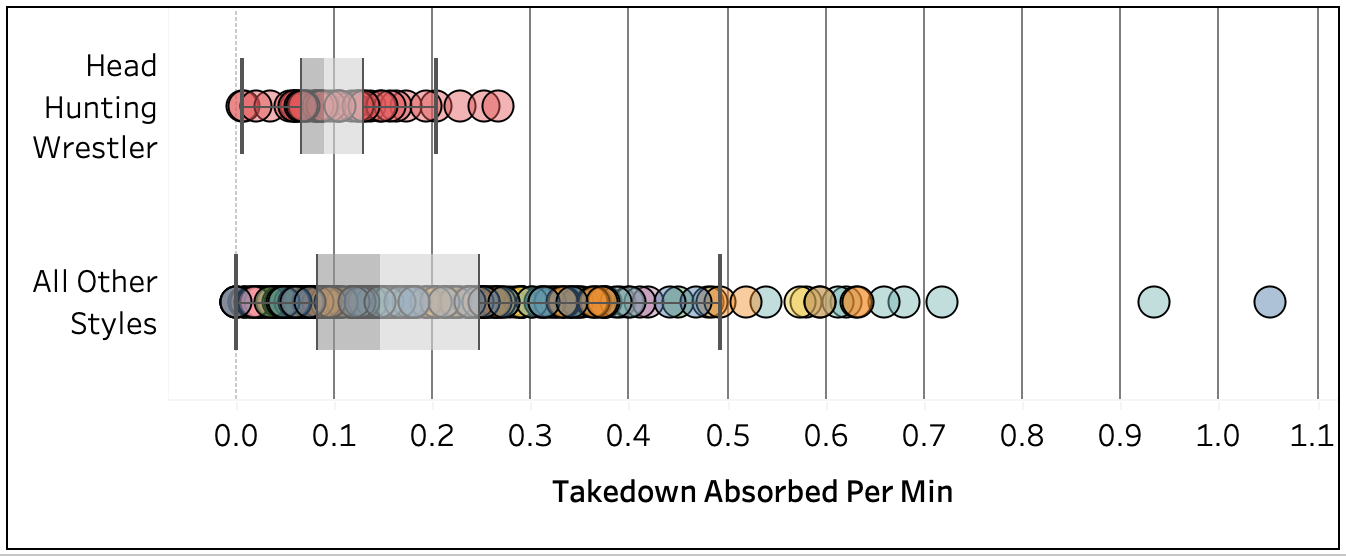 Head
Hunting
Wrestler
All Other
Styles
0.0 0.1 0.2 0.3 0.4 0.5 0.6 0.7 0.8 0.9 1.0 1.1
Takedown Absorbed Per Min